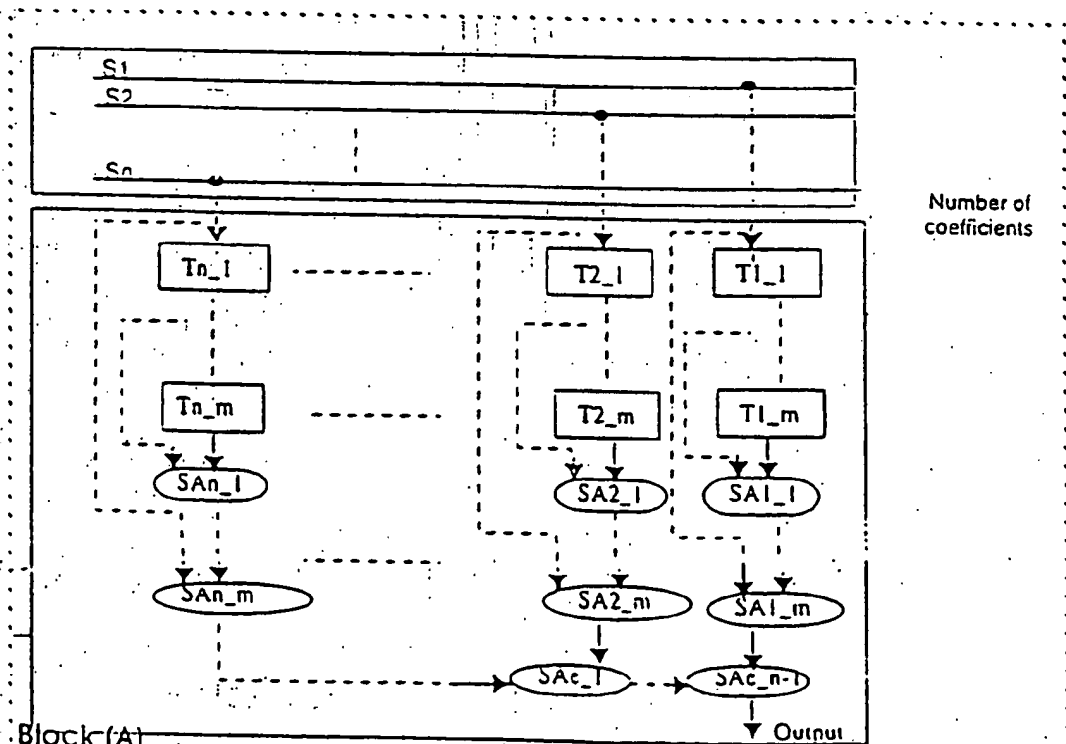 S1
S2
Sn
Number of
coefficients
Tn_1
T2_1
T1_1
Tn_m
T2_m
T1_m
SAn_1
SA2_1
SA1_1
SAn_m
SA2_m
SA1_m
SAc_1
SAc_n-1
Block (A)
Output